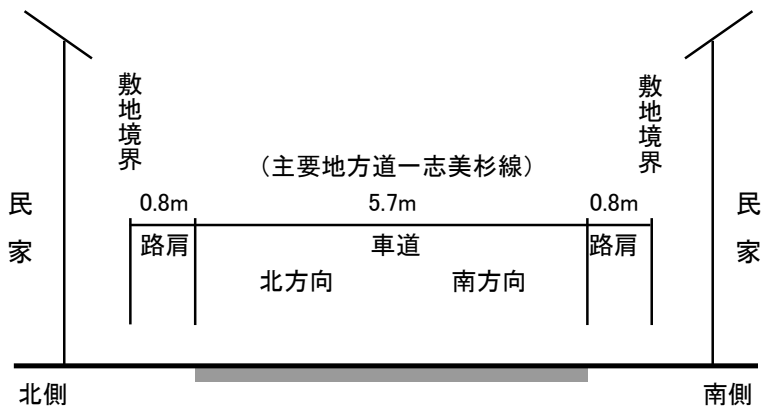 敷地境界
敷地境界
（主要地方道一志美杉線）
民家
0.8m
5.7m
0.8m
民家
路肩
車道
路肩
北方向
南方向
北側
南側